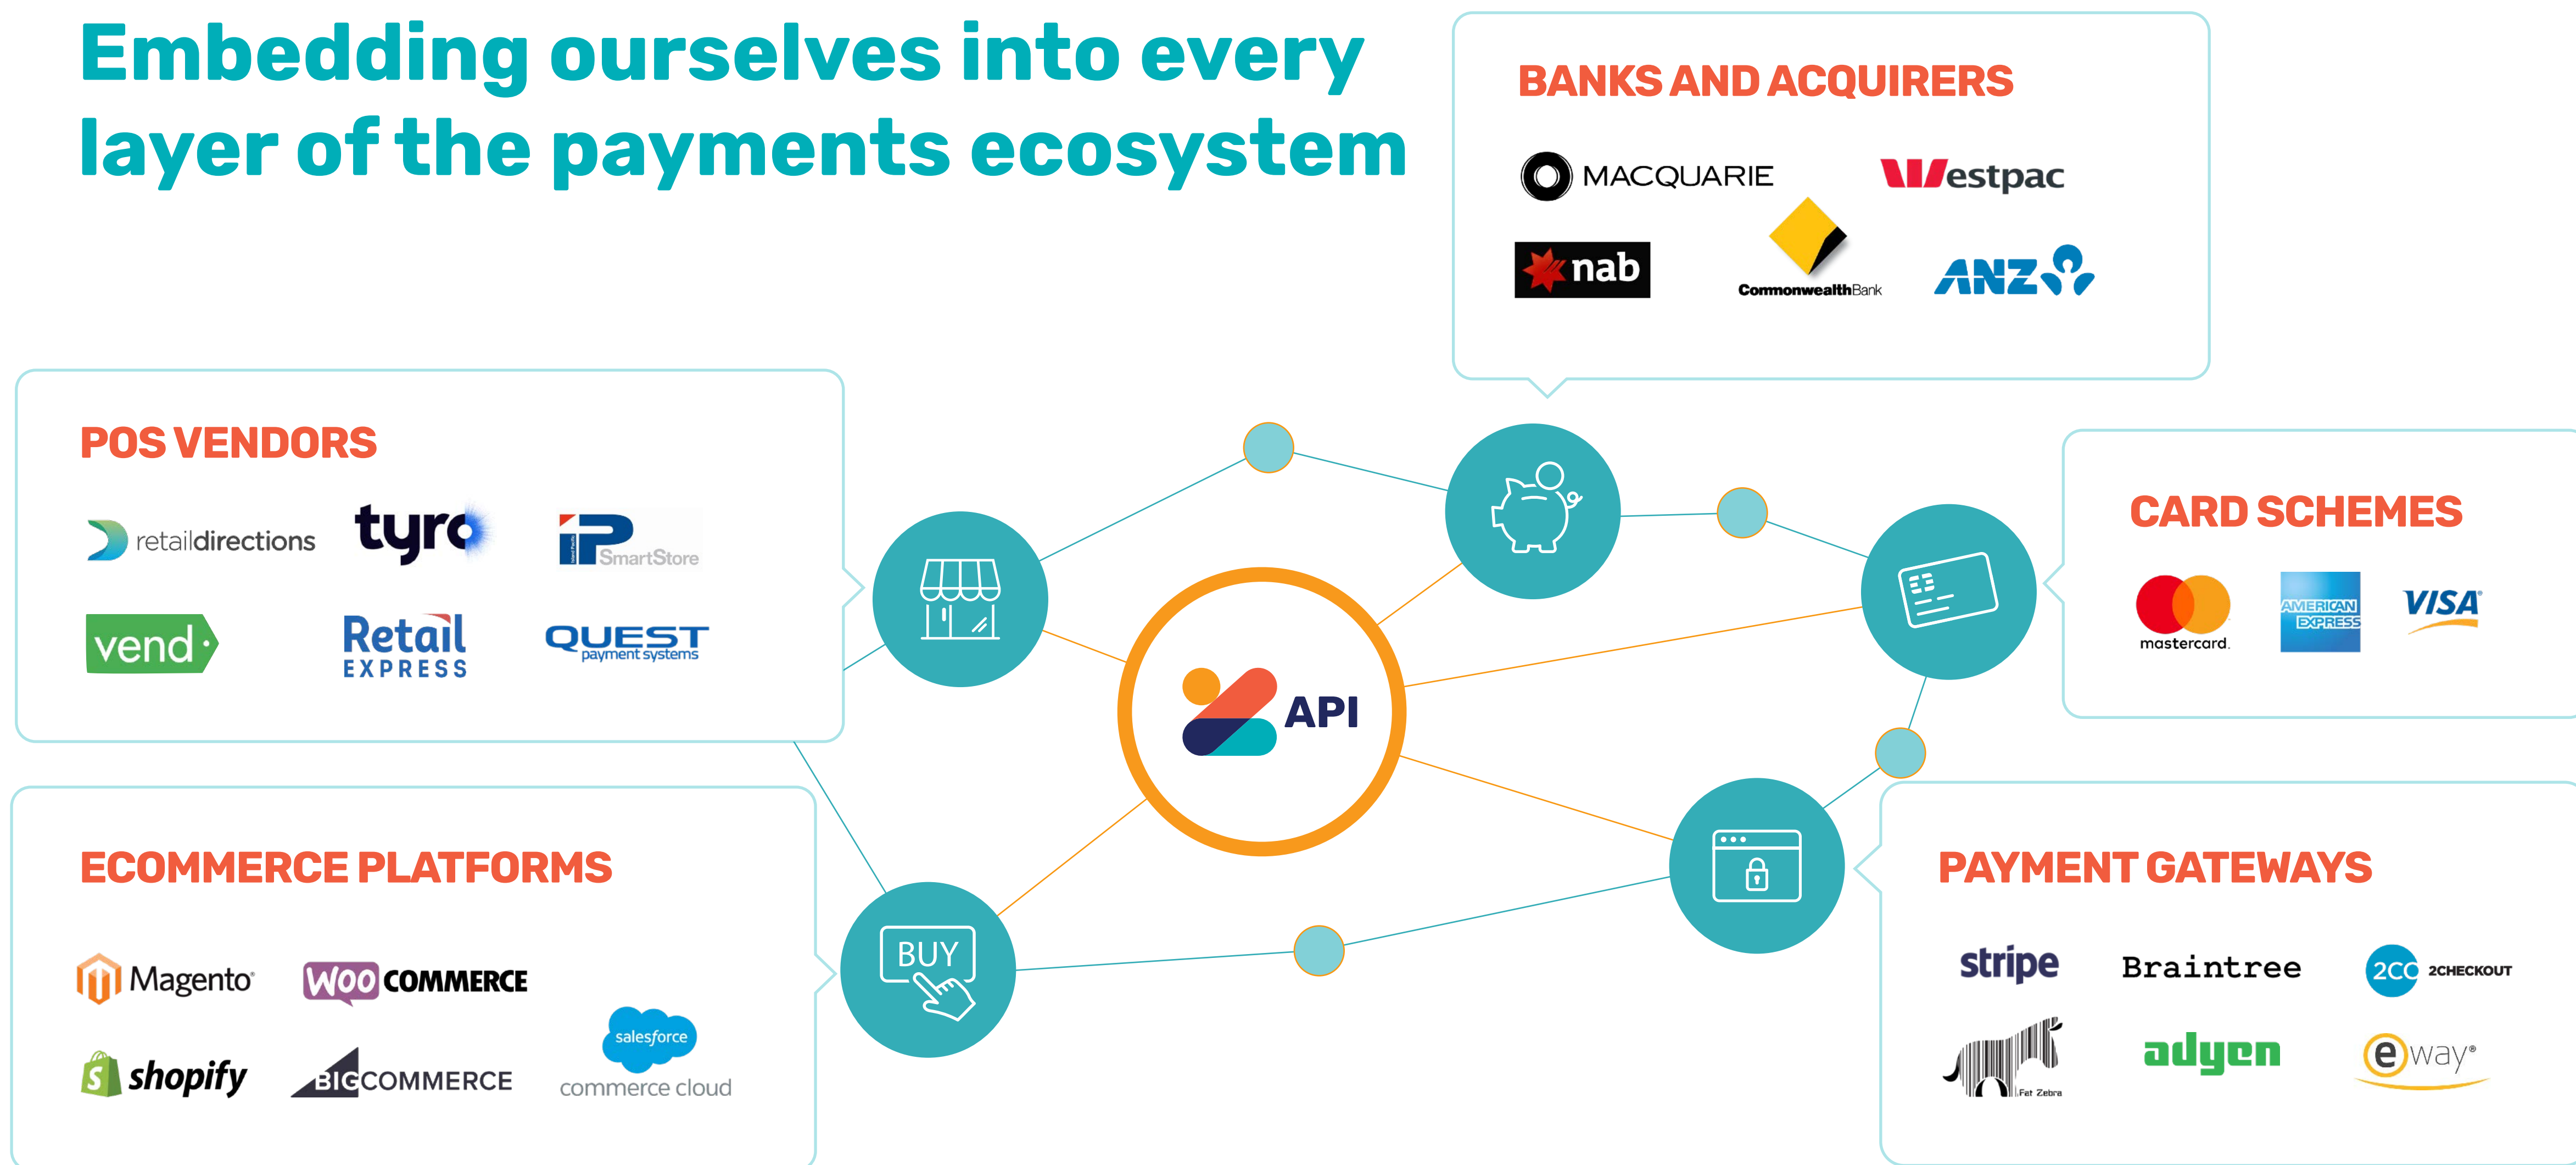 Embedding ourselves into every
layer of the payments ecosystem
BANKS AND ACQUIRERS
MACQUARIE
Westpac
nab
CommonwealthBank
ANZ
POS VENDORS
retaildirections
tyro
iP SmartStore
vend
Retail
EXPRESS
QUEST
payment systems
API
CARD SCHEMES
mastercard.
AMERICAN
EXPRESS
VISA
ECOMMERCE PLATFORMS
Magento®
WOO COMMERCE
shopify
BIGCOMMERCE
salesforce
commerce cloud
BUY
PAYMENT GATEWAYS
stripe
Braintree
2CO 2CHECKOUT
Fat Zebra
adyen
eway®